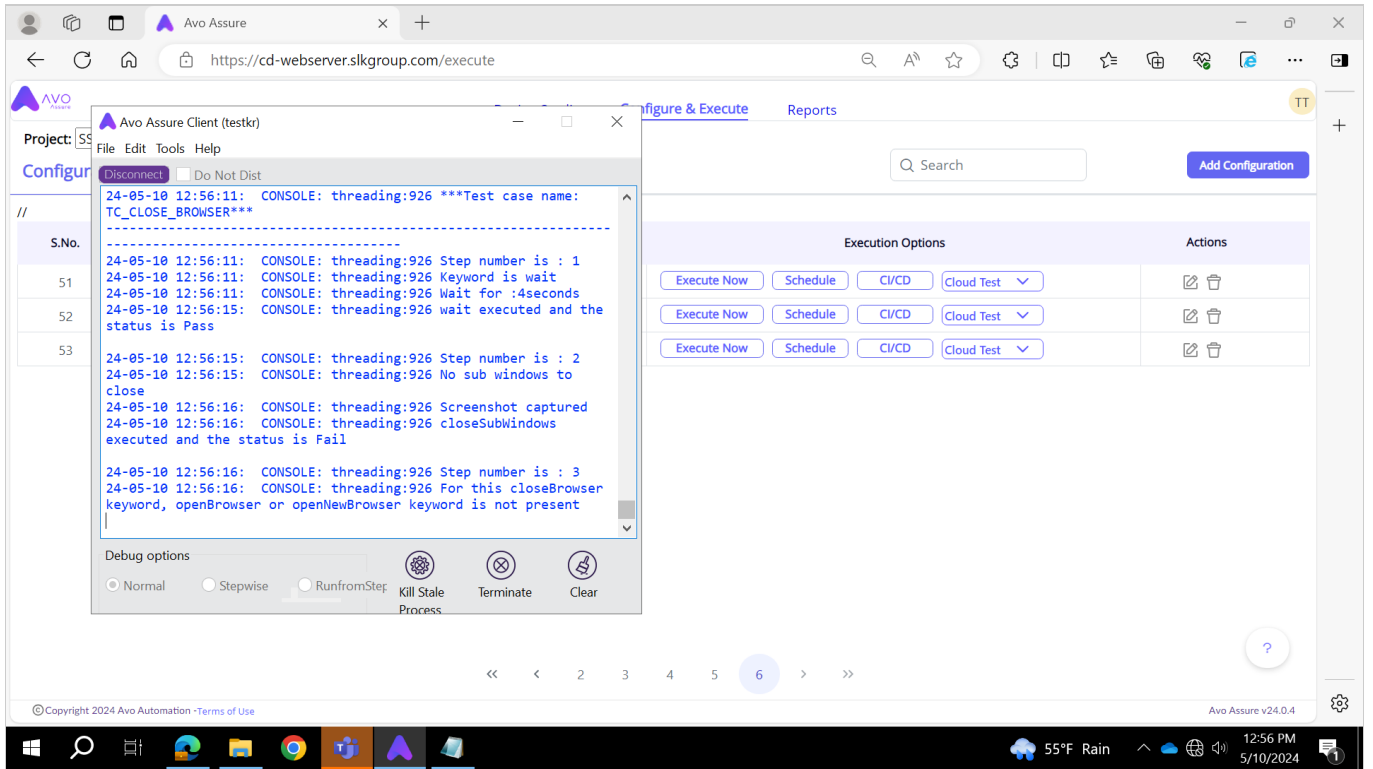 Avo Assure
https://cd-webserver.slkgroup.com/execute
AVO
Assure
Configure & Execute
Reports
TT
Project:
Configur
Search
Add Configuration
//
S.No.
Execution Options
Actions
51
Execute Now
Schedule
CI/CD
Cloud Test
52
Execute Now
Schedule
CI/CD
Cloud Test
53
Execute Now
Schedule
CI/CD
Cloud Test
Avo Assure Client (testkr)
File Edit Tools Help
Disconnect
Do Not Dist
24-05-10 12:56:11: CONSOLE: threading:926 ***Test case name:
TC_CLOSE_BROWSER***
-----------------------------------------------------------------
--------------------------------------
24-05-10 12:56:11: CONSOLE: threading:926 Step number is : 1
24-05-10 12:56:11: CONSOLE: threading:926 Keyword is wait
24-05-10 12:56:11: CONSOLE: threading:926 Wait for :4seconds
24-05-10 12:56:15: CONSOLE: threading:926 wait executed and the
status is Pass
24-05-10 12:56:15: CONSOLE: threading:926 Step number is : 2
24-05-10 12:56:15: CONSOLE: threading:926 No sub windows to
close
24-05-10 12:56:16: CONSOLE: threading:926 Screenshot captured
24-05-10 12:56:16: CONSOLE: threading:926 closeSubWindows
executed and the status is Fail
24-05-10 12:56:16: CONSOLE: threading:926 Step number is : 3
24-05-10 12:56:16: CONSOLE: threading:926 For this closeBrowser
keyword, openBrowser or openNewBrowser keyword is not present
Debug options
Normal
Stepwise
RunfromStep
Kill Stale
Process
Terminate
Clear
?
<< < 2 3 4 5 6 > >>
©Copyright 2024 Avo Automation -Terms of Use
Avo Assure v24.0.4
55°F Rain
12:56 PM
5/10/2024
1